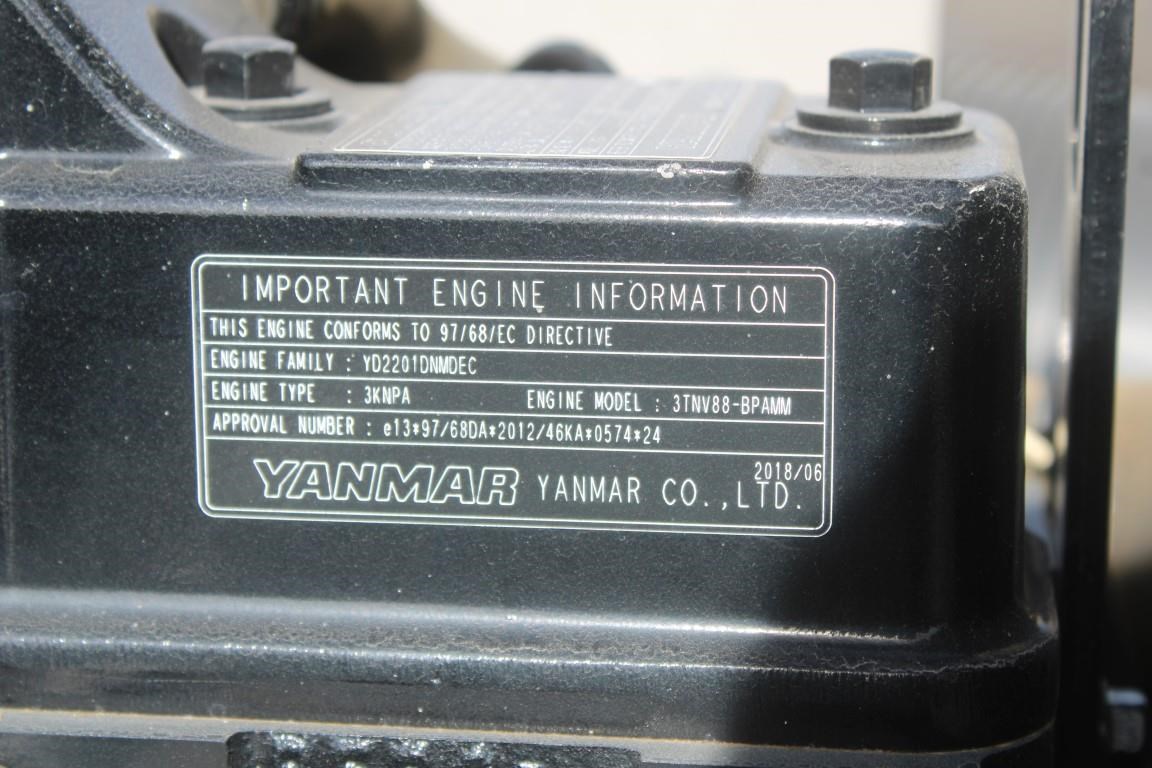 IMPORTANT ENGINE INFORMATION
THIS ENGINE CONFORMS TO 97/68/EC DIRECTIVE
ENGINE FAMILY : YD2201DNMDEC
ENGINE TYPE : 3KNPA ENGINE MODEL : 3TNV88-BPAMM
APPROVAL NUMBER : e13*97/68DA*2012/46KA*0574*24
2018/06
YANMAR YANMAR CO.,LTD.